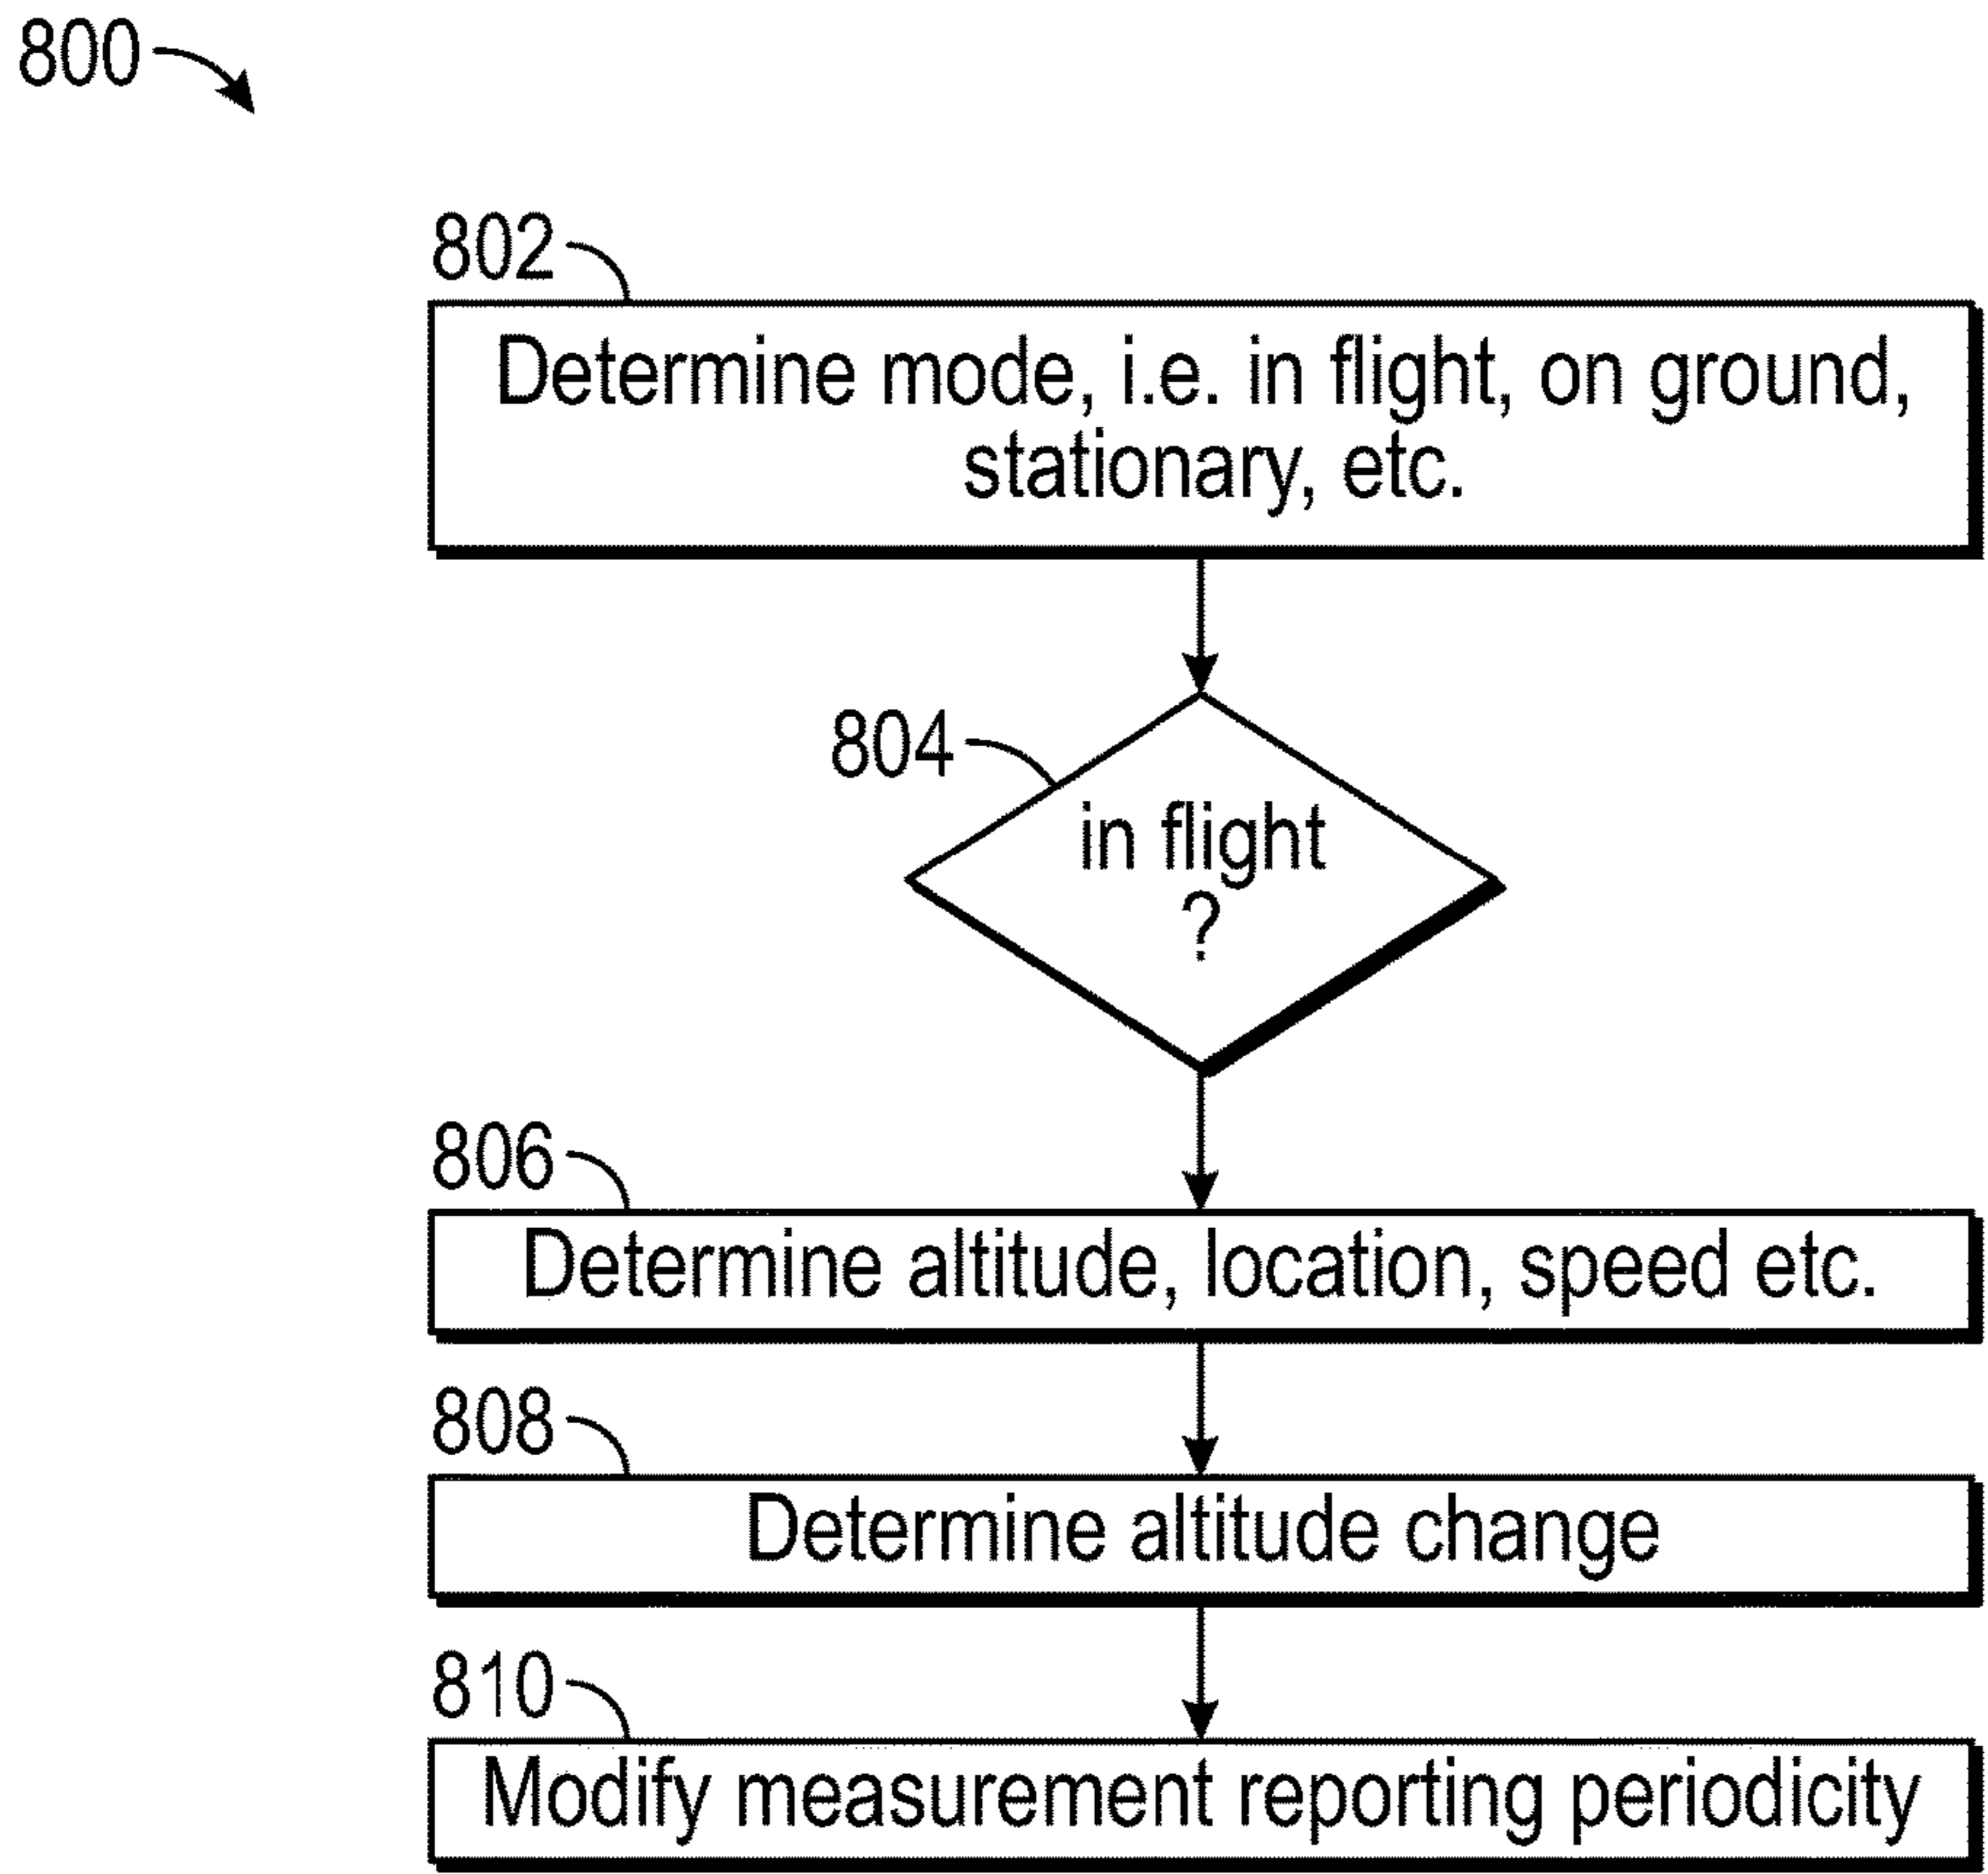 800
802
Determine mode, i.e. in flight, on ground,
stationary, etc.
804
in flight
?
806
Determine altitude, location, speed etc.
808
Determine altitude change
810
Modify measurement reporting periodicity